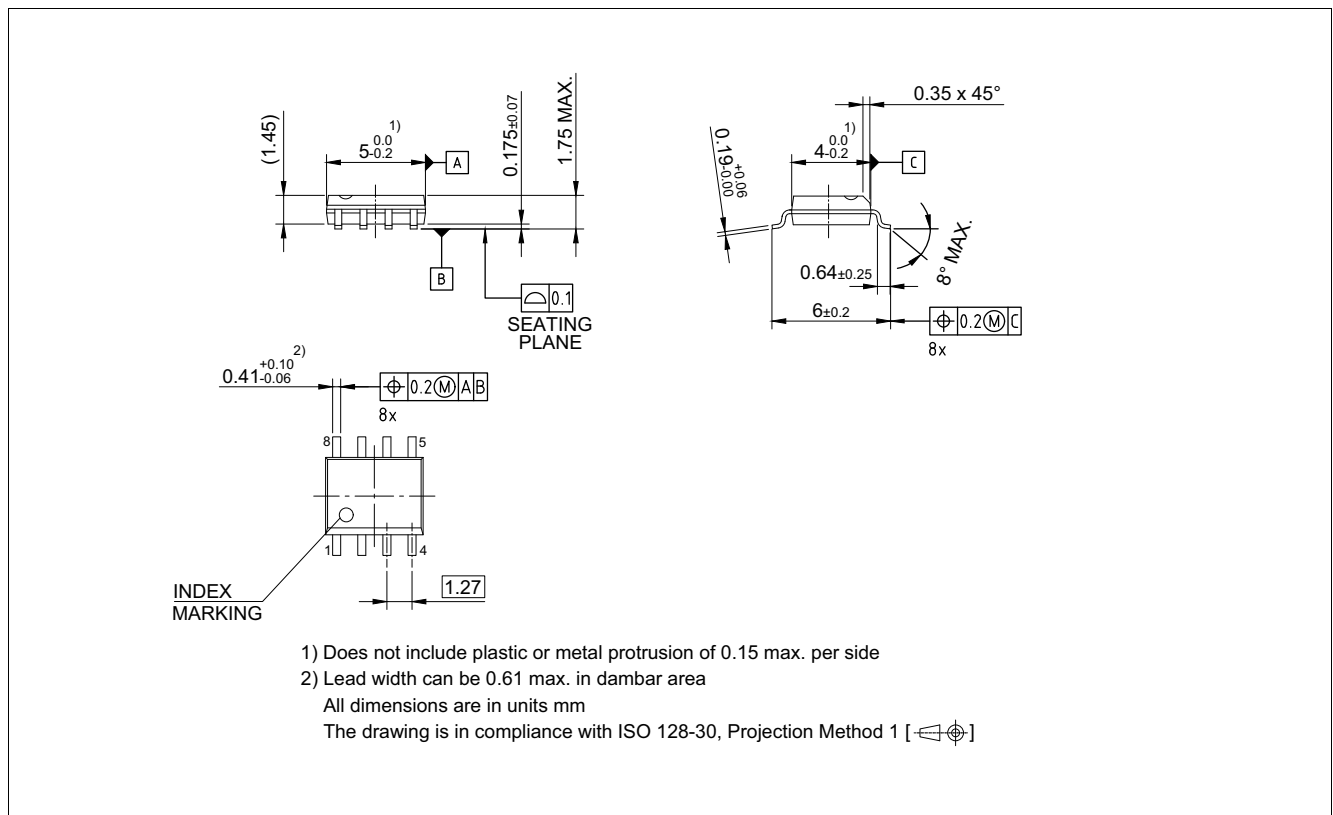 (1.45)
5 0.0 -0.2 1)
A
0.175±0.07
1.75 MAX.
B
0.1
SEATING
PLANE
0.35 x 45°
0.19 +0.06 -0.00
4 0.0 -0.2 1)
C
8° MAX.
0.64±0.25
6±0.2
0.2 Ⓜ C
8x
0.41 +0.10 -0.06 2)
0.2 Ⓜ A B
8x
8
5
1
4
1.27
INDEX
MARKING
1) Does not include plastic or metal protrusion of 0.15 max. per side
2) Lead width can be 0.61 max. in dambar area
All dimensions are in units mm
The drawing is in compliance with ISO 128-30, Projection Method 1 [ ]